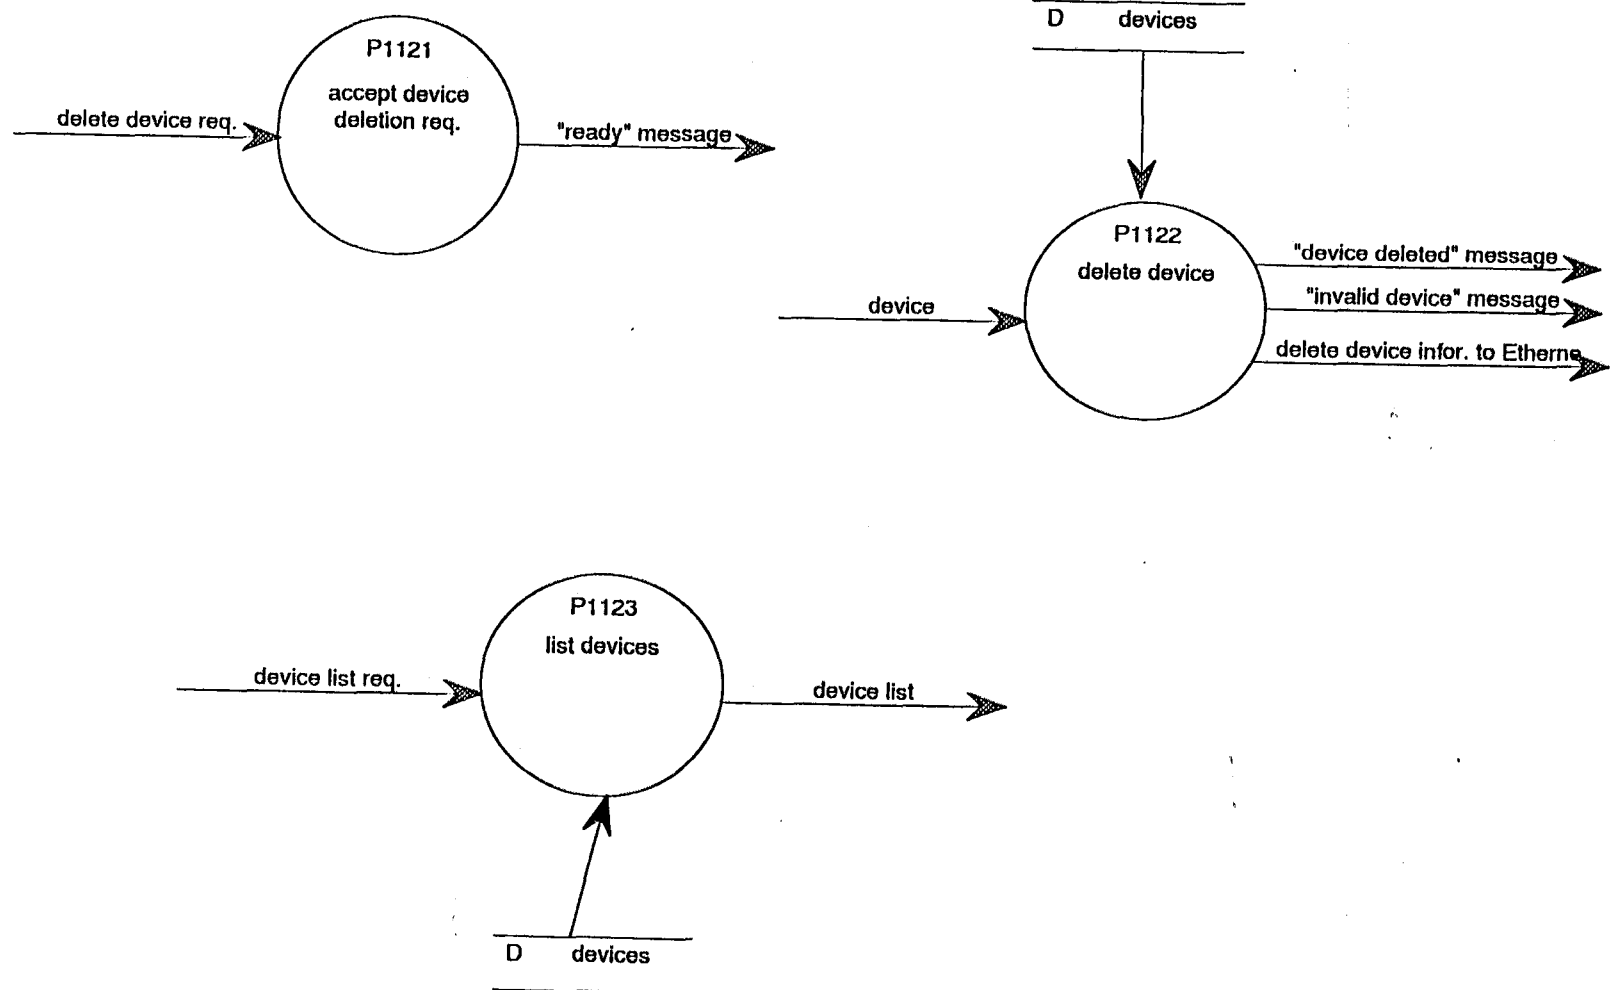 P1121
accept device
deletion req.
delete device req.
"ready" message
D devices
P1122
delete device
device
"device deleted" message
"invalid device" message
delete device infor. to Etherne
P1123
list devices
device list req.
device list
D devices